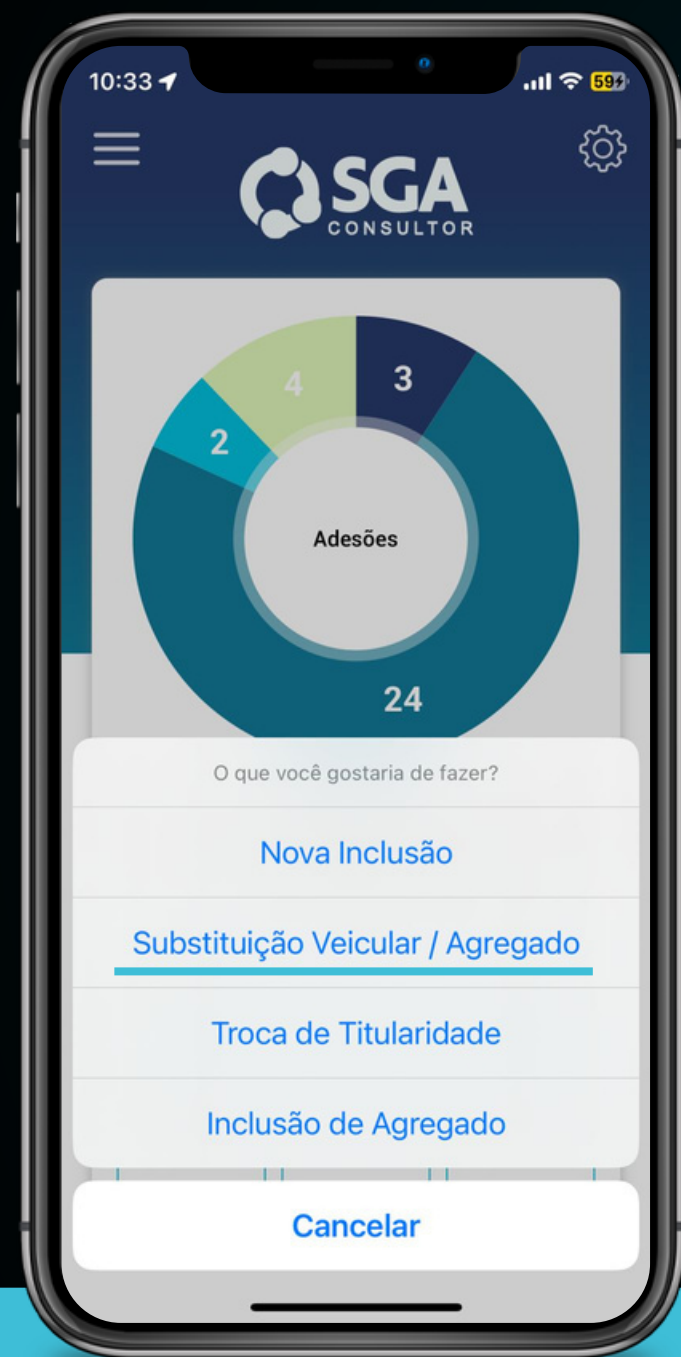 10:33
59
SGA
CONSULTOR
4
3
2
Adesões
24
O que você gostaria de fazer?
Nova Inclusão
Substituição Veicular / Agregado
Troca de Titularidade
Inclusão de Agregado
Cancelar